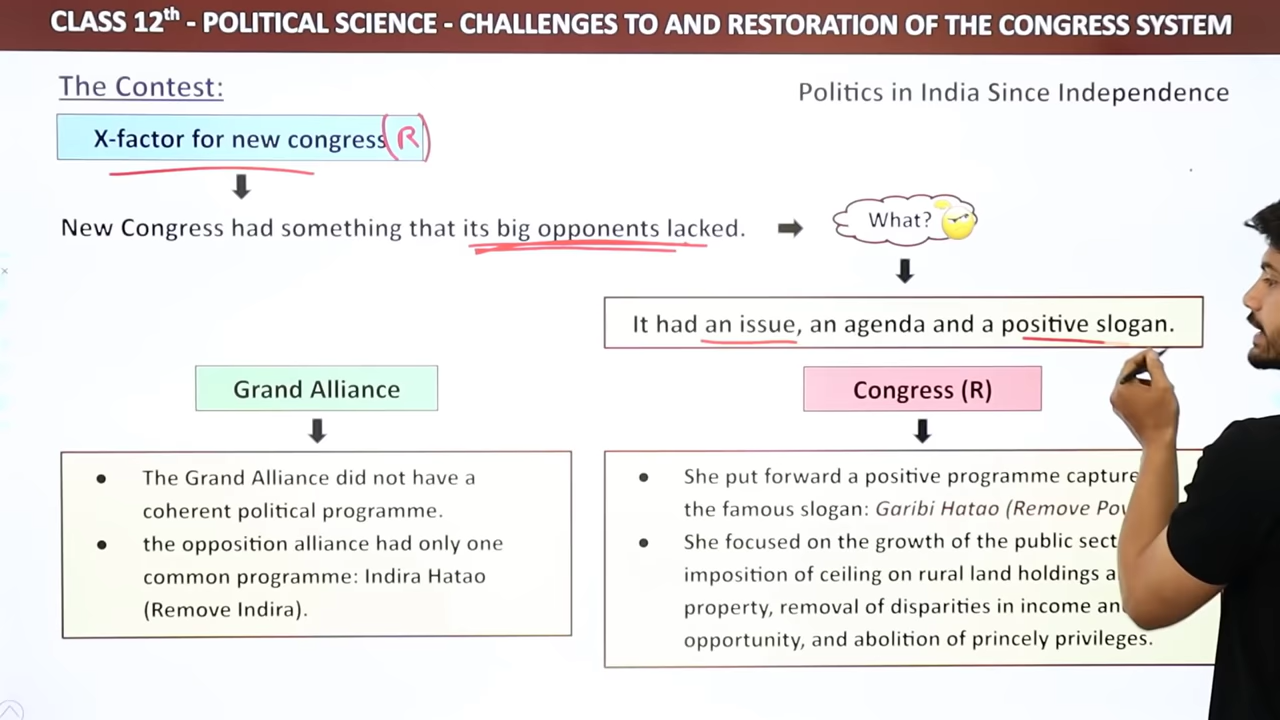 CLASS 12th - POLITICAL SCIENCE - CHALLENGES TO AND RESTORATION OF THE CONGRESS SYSTEM
The Contest:
Politics in India Since Independence
X-factor for new congress (R)
New Congress had something that its big opponents lacked.
What?
It had an issue, an agenda and a positive slogan.
Grand Alliance
Congress (R)
• The Grand Alliance did not have a
coherent political programme.
• the opposition alliance had only one
common programme: Indira Hatao
(Remove Indira).
• She put forward a positive programme
the famous slogan: Garibi Hatao (Remove
• She focused on the growth of the public
imposition of ceiling on rural land holdings
property, removal of disparities in income
opportunity, and abolition of princely privileges.